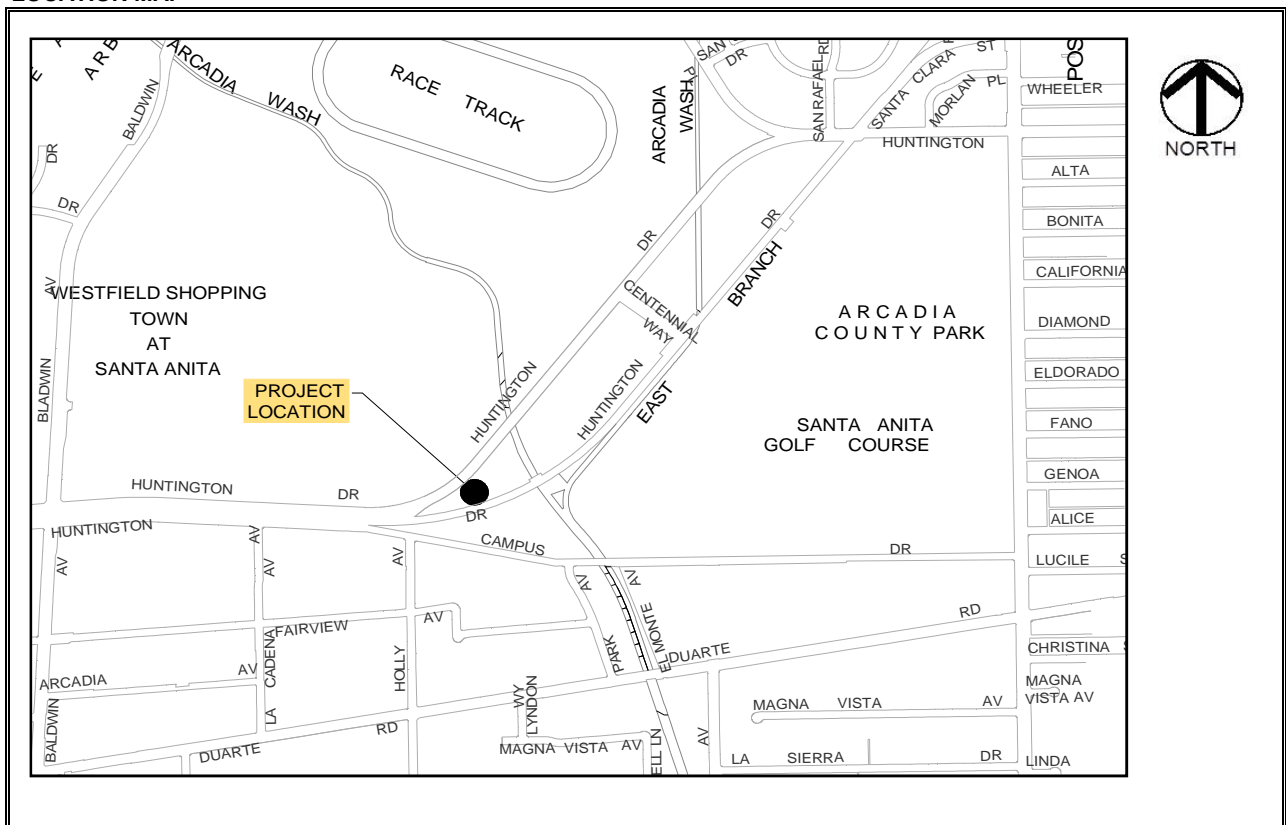 ARCADIA WASH
RACE TRACK
ARCADIA
WASH
SAN
DR
SAN RAFAEL RD
SANTA CLARA ST
MORLAN PL
POS
WHEELER
NORTH
BALDWIN
DR
DR
AV
HUNTINGTON
ALTA
BONITA
CALIFORNIA
DIAMOND
ELDORADO
FANO
GENOA
ALICE
LUCILE S
DR
DR
CENTENNIAL
WAY
EAST BRANCH
ARCADIA
COUNTY PARK
WESTFIELD SHOPPING
TOWN
AT
SANTA ANITA
BLADWIN
PROJECT
LOCATION
HUNTINGTON
HUNTINGTON
SANTA ANITA
GOLF COURSE
HUNTINGTON DR
HUNTINGTON
DR
CAMPUS DR
AV
AV
AV
AV
AV
AV
FAIRVIEW AV
LA CADENA
HOLLY
PARK
EL MONTE
DUARTE RD
ARCADIA AV
BALDWIN
DUARTE RD
LYNDON WY
MAGNA VISTA AV
ELL LN
AV
MAGNA VISTA AV
LA SIERRA DR
CHRISTINA S
MAGNA
VISTA AV
LINDA